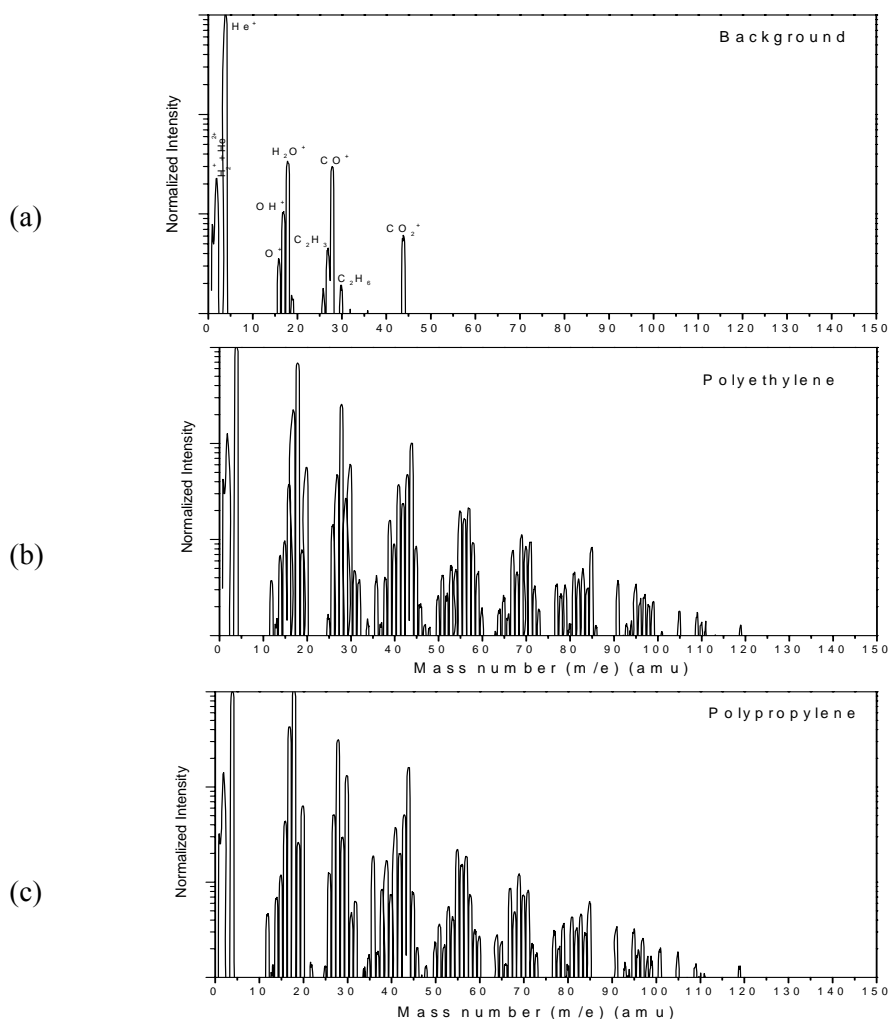 (a)
Normalized Intensity
Background
He⁺
H₂⁺ + He²⁺
O⁺
OH⁺
H₂O⁺
C₂H₃
CO⁺
C₂H₆
CO₂⁺
0 10 20 30 40 50 60 70 80 90 100 110 120 130 140 150
(b)
Normalized Intensity
Polyethylene
0 10 20 30 40 50 60 70 80 90 100 110 120 130 140 150
Mass number (m/e) (amu)
(c)
Normalized Intensity
Polypropylene
0 10 20 30 40 50 60 70 80 90 100 110 120 130 140 150
Mass number (m/e) (amu)